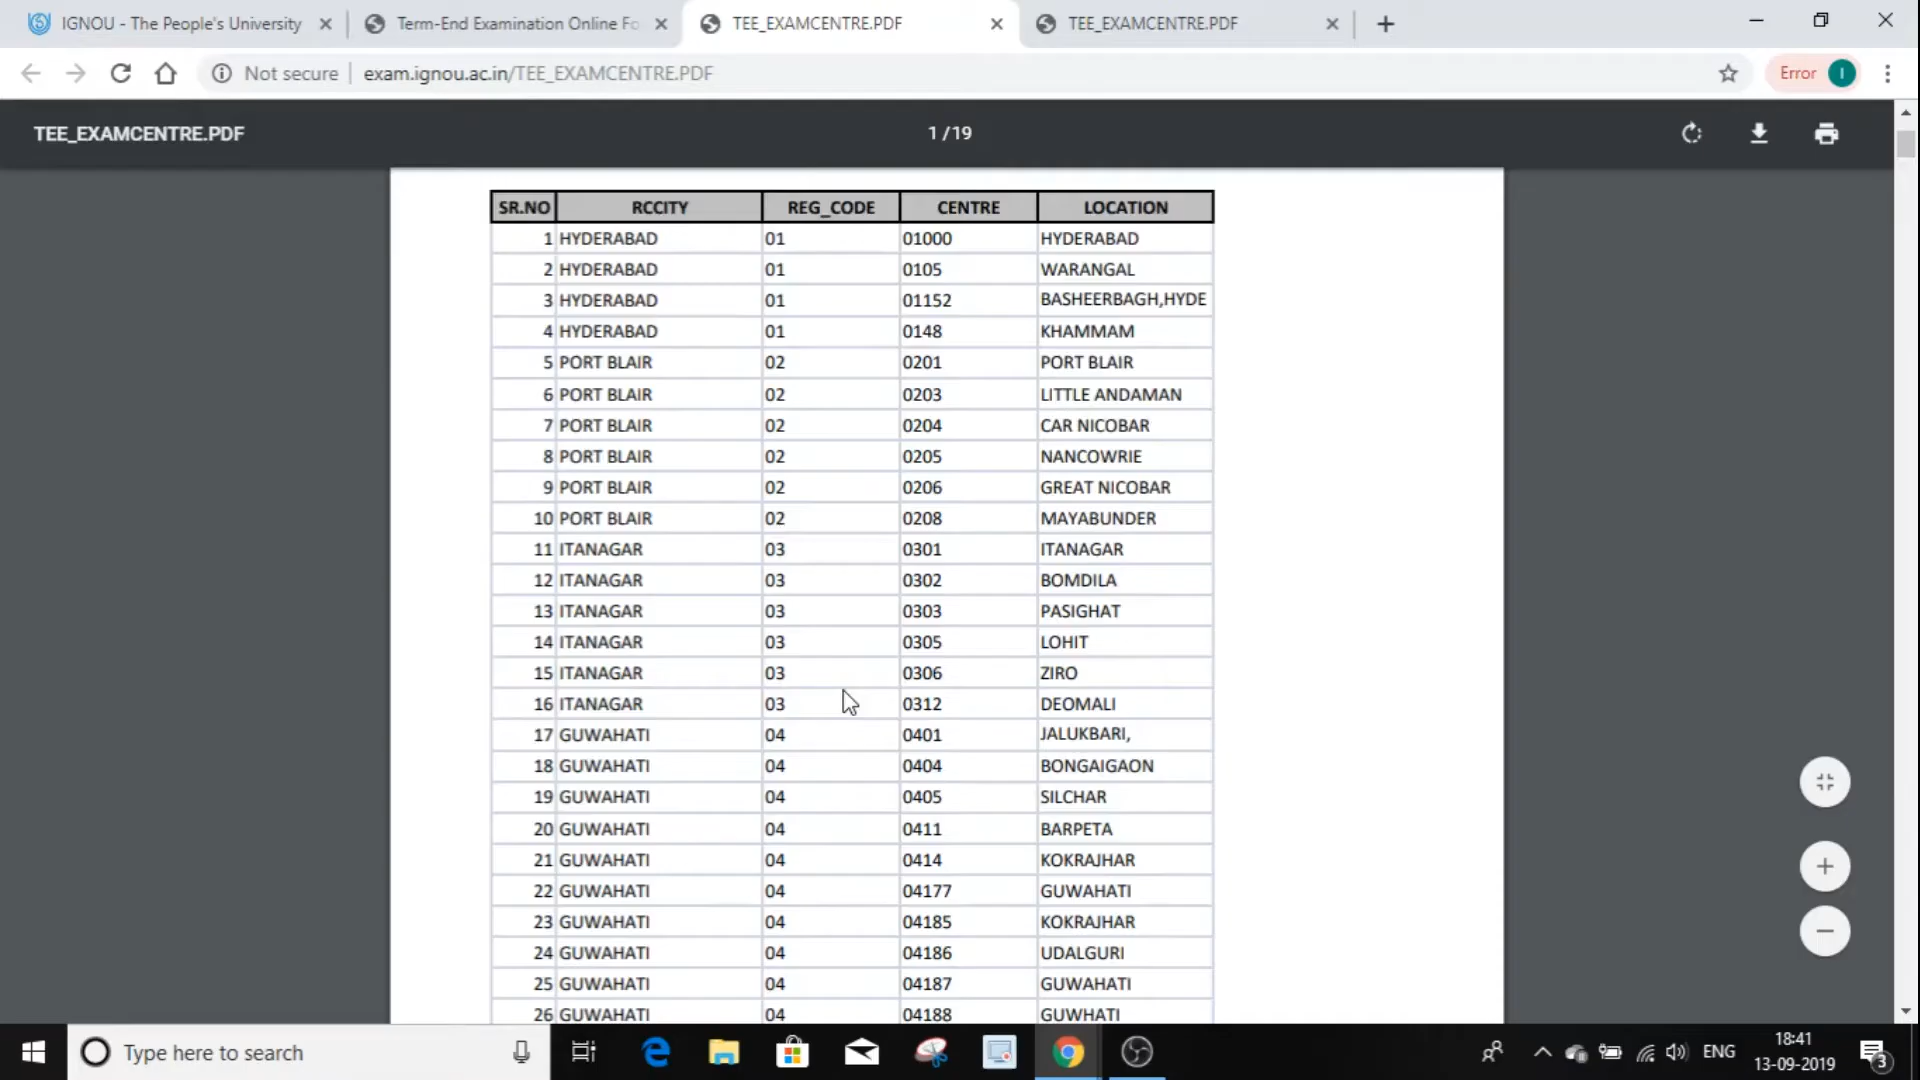 IGNOU - The People's University
Term-End Examination Online Fo
TEE_EXAMCENTRE.PDF
TEE_EXAMCENTRE.PDF
Not secure | exam.ignou.ac.in/TEE_EXAMCENTRE.PDF
Error I
TEE_EXAMCENTRE.PDF
1 / 19
SR.NO RCCITY REG_CODE CENTRE LOCATION
1 HYDERABAD 01 01000 HYDERABAD
2 HYDERABAD 01 0105 WARANGAL
3 HYDERABAD 01 01152 BASHEERBAGH,HYDE
4 HYDERABAD 01 0148 KHAMMAM
5 PORT BLAIR 02 0201 PORT BLAIR
6 PORT BLAIR 02 0203 LITTLE ANDAMAN
7 PORT BLAIR 02 0204 CAR NICOBAR
8 PORT BLAIR 02 0205 NANCOWRIE
9 PORT BLAIR 02 0206 GREAT NICOBAR
10 PORT BLAIR 02 0208 MAYABUNDER
11 ITANAGAR 03 0301 ITANAGAR
12 ITANAGAR 03 0302 BOMDILA
13 ITANAGAR 03 0303 PASIGHAT
14 ITANAGAR 03 0305 LOHIT
15 ITANAGAR 03 0306 ZIRO
16 ITANAGAR 03 0312 DEOMALI
17 GUWAHATI 04 0401 JALUKBARI,
18 GUWAHATI 04 0404 BONGAIGAON
19 GUWAHATI 04 0405 SILCHAR
20 GUWAHATI 04 0411 BARPETA
21 GUWAHATI 04 0414 KOKRAJHAR
22 GUWAHATI 04 04177 GUWAHATI
23 GUWAHATI 04 04185 KOKRAJHAR
24 GUWAHATI 04 04186 UDALGURI
25 GUWAHATI 04 04187 GUWAHATI
26 GUWAHATI 04 04188 GUWHATI
Type here to search
ENG
18:41
13-09-2019
3